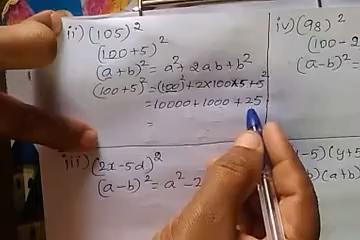 ii) (105)²
(100+5)²
(a+b)² = a²+2ab+b²
(100+5)² = (100)²+2×100×5+5²
= 10000+1000+25
=
iv) (98)²
(100-2
(a-b)² =
iii) (2x-5d)²
(a-b)² = a²-2
-5)(y+5
)(a+b)